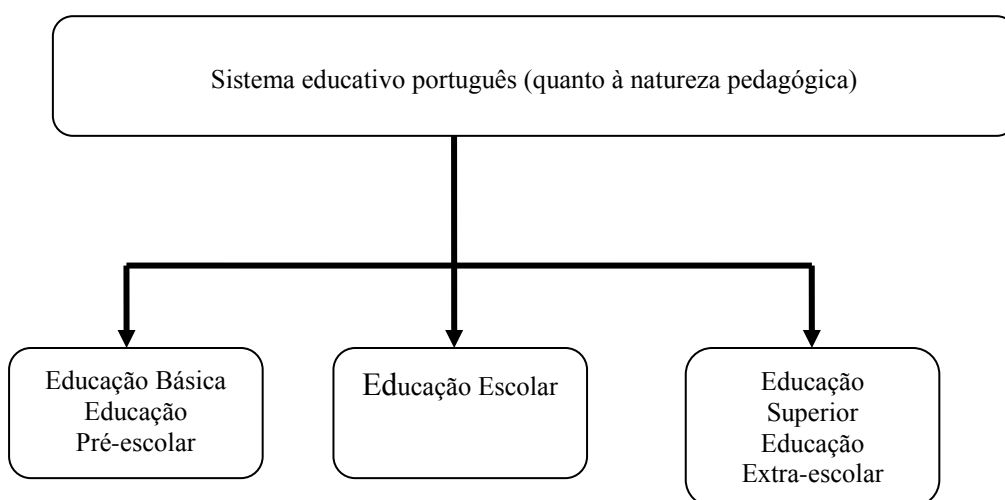 Sistema educativo português (quanto à natureza pedagógica)
Educação Básica
Educação
Pré-escolar
Educação Escolar
Educação
Superior
Educação
Extra-escolar